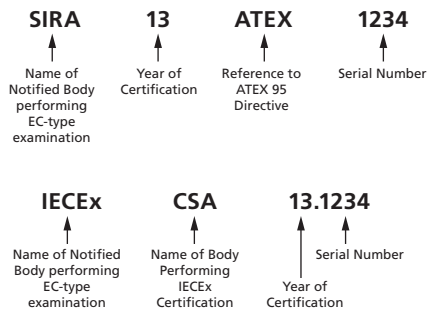 SIRA 13 ATEX 1234
Name of
Notified Body
performing
EC-type
examination
Year of
Certification
Reference to
ATEX 95
Directive
Serial Number
IECEx CSA 13.1234
Name of Notified
Body performing
EC-type
examination
Name of Body
Performing
IECEx
Certification
Year of
Certification
Serial Number